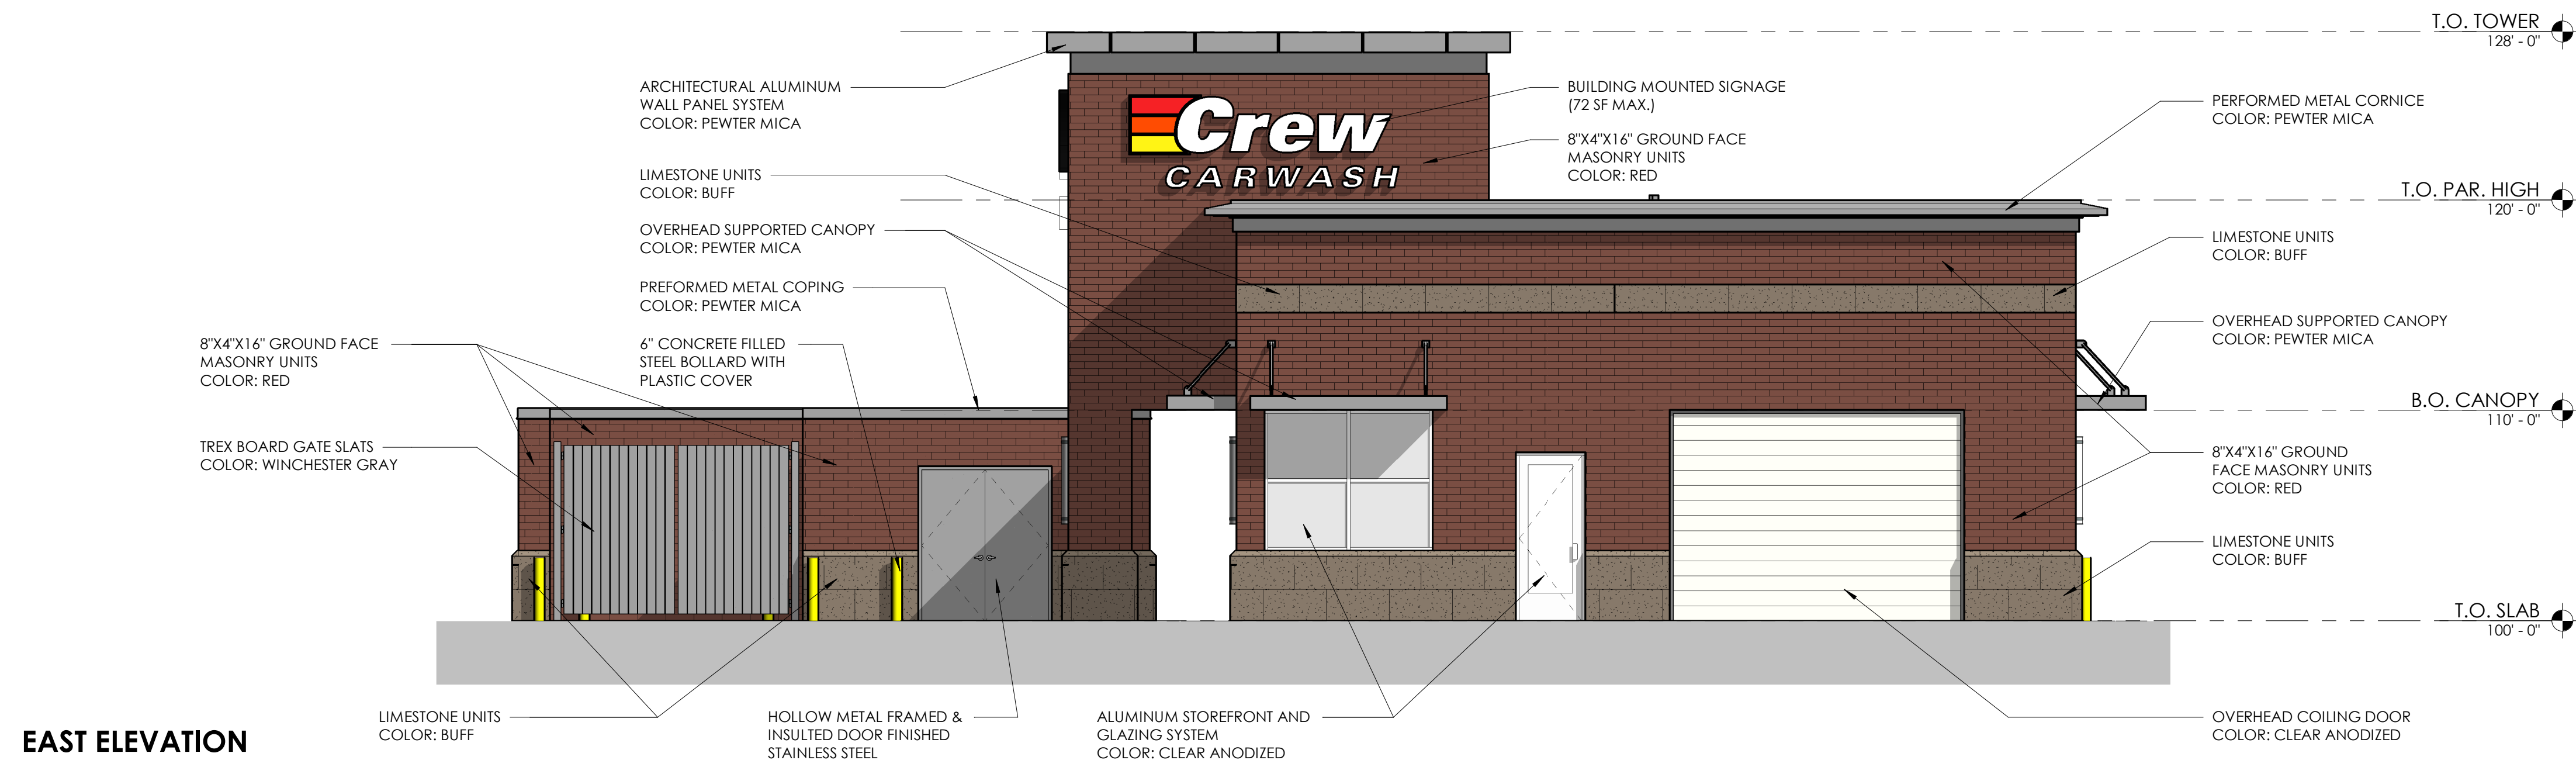 T.O. TOWER
128' - 0"
ARCHITECTURAL ALUMINUM
WALL PANEL SYSTEM
COLOR: PEWTER MICA
LIMESTONE UNITS
COLOR: BUFF
OVERHEAD SUPPORTED CANOPY
COLOR: PEWTER MICA
PREFORMED METAL COPING
COLOR: PEWTER MICA
6" CONCRETE FILLED
STEEL BOLLARD WITH
PLASTIC COVER
8"X4"X16" GROUND FACE
MASONRY UNITS
COLOR: RED
TREX BOARD GATE SLATS
COLOR: WINCHESTER GRAY
Crew
CARWASH
BUILDING MOUNTED SIGNAGE
(72 SF MAX.)
8"X4"X16" GROUND FACE
MASONRY UNITS
COLOR: RED
PERFORMED METAL CORNICE
COLOR: PEWTER MICA
T.O. PAR. HIGH
120' - 0"
LIMESTONE UNITS
COLOR: BUFF
OVERHEAD SUPPORTED CANOPY
COLOR: PEWTER MICA
B.O. CANOPY
110' - 0"
8"X4"X16" GROUND
FACE MASONRY UNITS
COLOR: RED
LIMESTONE UNITS
COLOR: BUFF
T.O. SLAB
100' - 0"
EAST ELEVATION
LIMESTONE UNITS
COLOR: BUFF
HOLLOW METAL FRAMED &
INSULTED DOOR FINISHED
STAINLESS STEEL
ALUMINUM STOREFRONT AND
GLAZING SYSTEM
COLOR: CLEAR ANODIZED
OVERHEAD COILING DOOR
COLOR: CLEAR ANODIZED